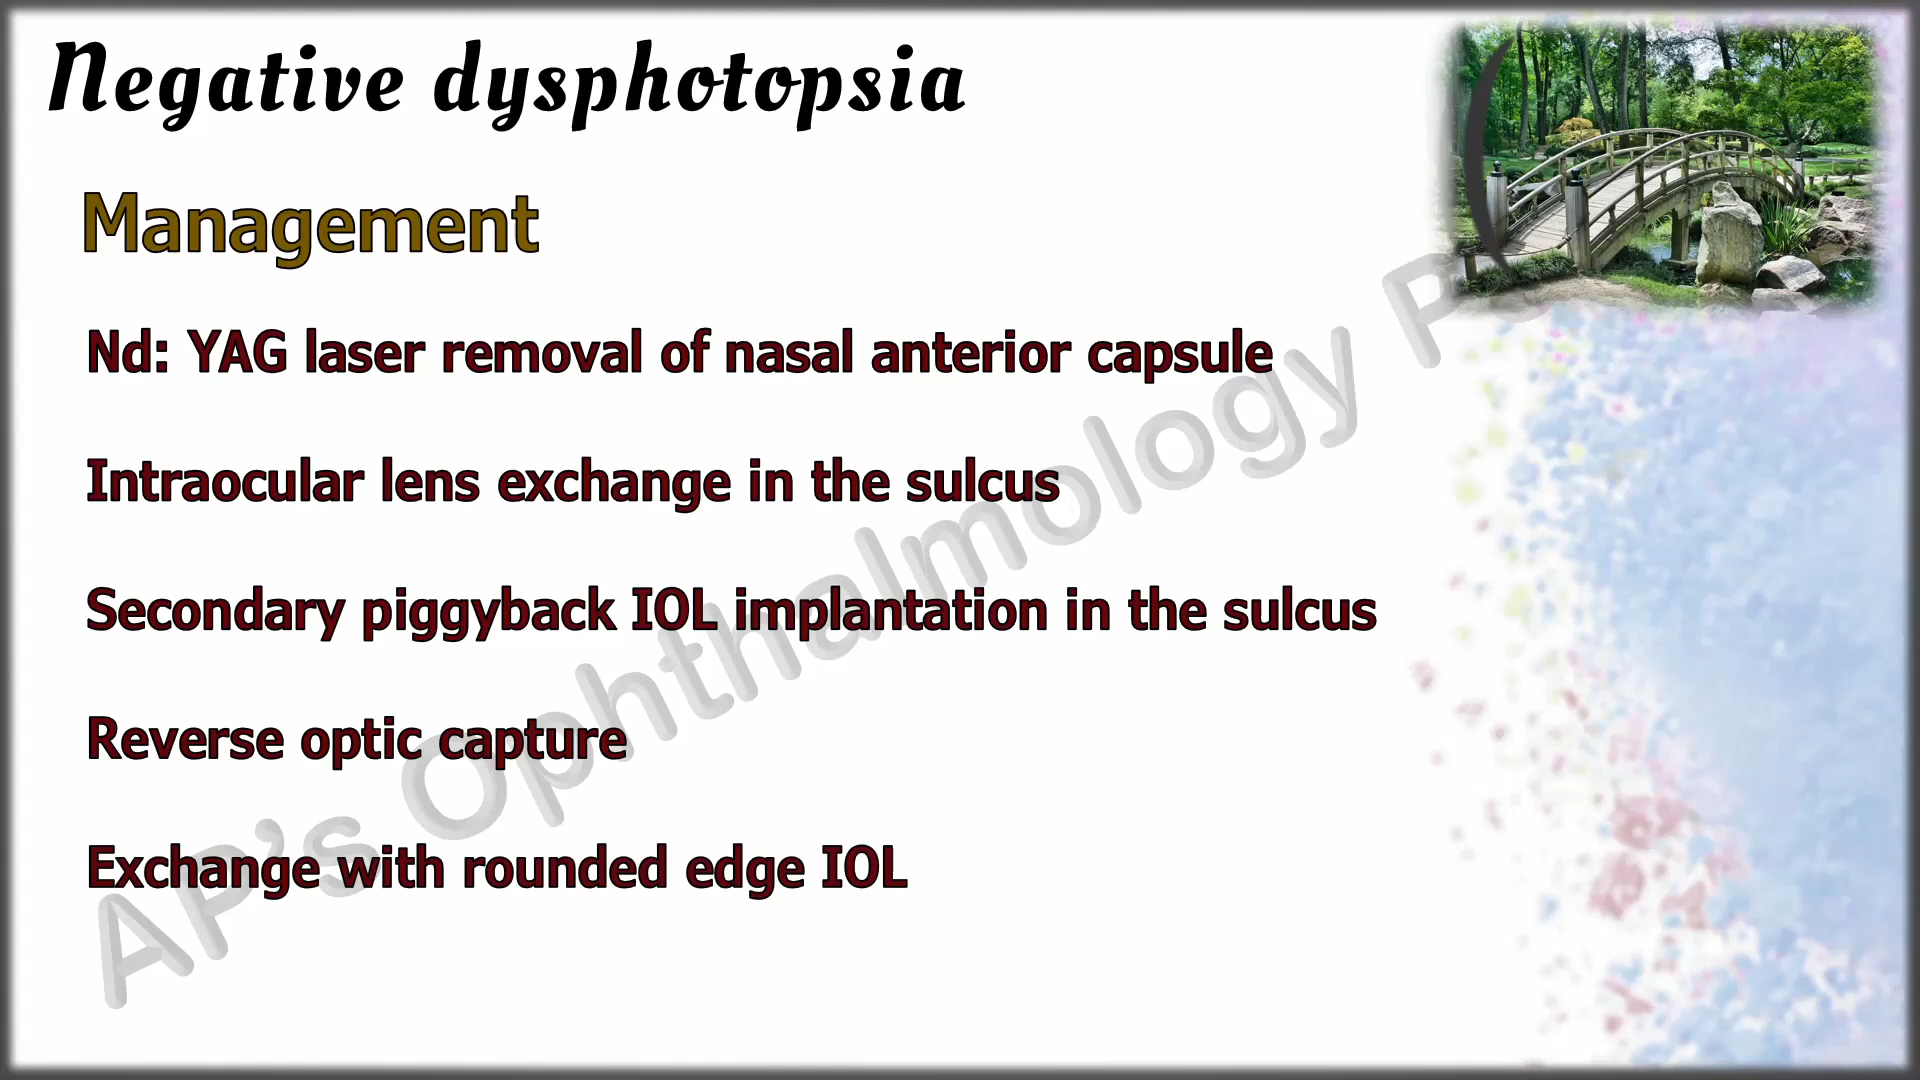 Negative dysphotopsia
Management
Nd: YAG laser removal of nasal anterior capsule
Intraocular lens exchange in the sulcus
Secondary piggyback IOL implantation in the sulcus
Reverse optic capture
Exchange with rounded edge IOL
AP's Ophthalmology